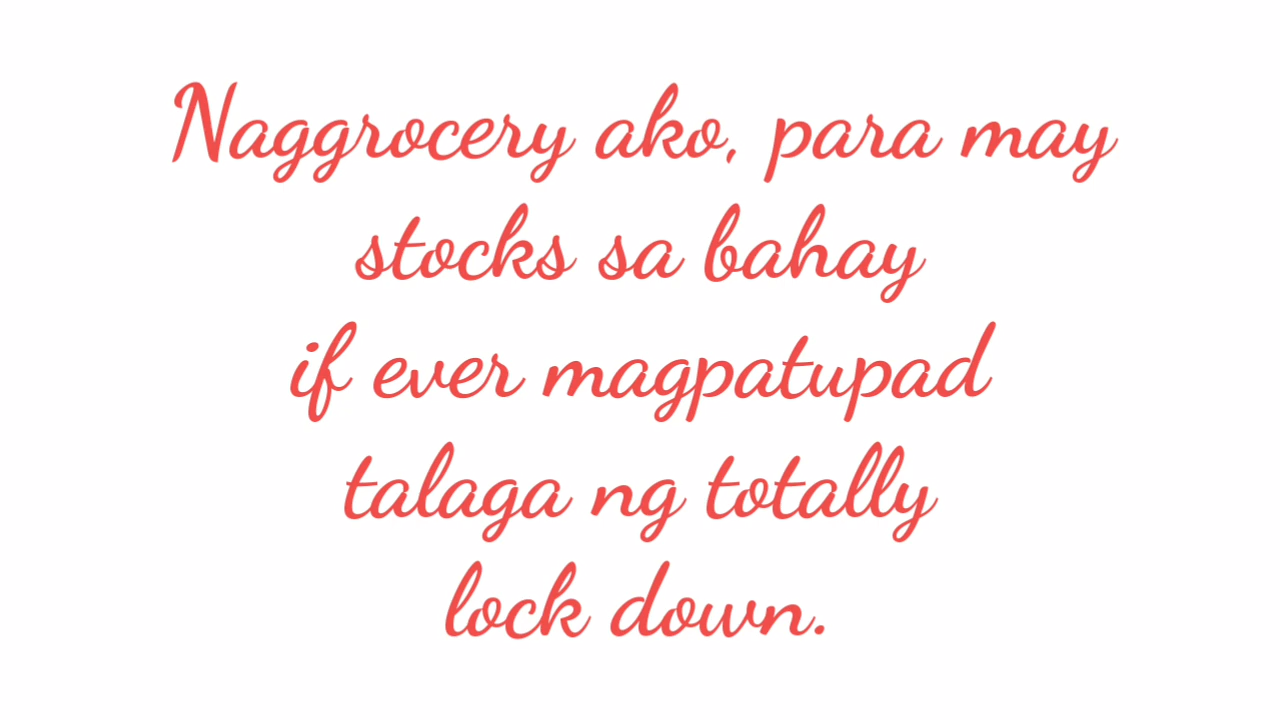 Naggrocery ako, para may
stocks sa bahay
if ever magpatupad
talaga ng totally
lock down.